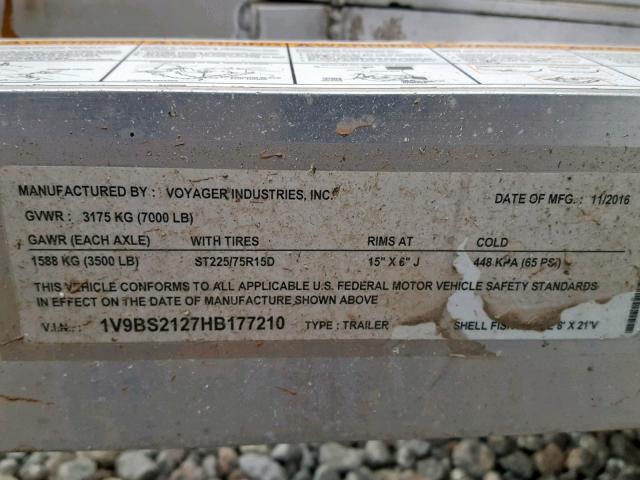 MANUFACTURED BY : VOYAGER INDUSTRIES, INC. DATE OF MFG. : 11/2016
GVWR : 3175 KG (7000 LB)
GAWR (EACH AXLE) WITH TIRES RIMS AT COLD
1588 KG (3500 LB) ST225/75R15D 15" X 6" J 448 KPA (65 PSI)
THIS VEHICLE CONFORMS TO ALL APPLICABLE U.S. FEDERAL MOTOR VEHICLE SAFETY STANDARDS
IN EFFECT ON THE DATE OF MANUFACTURE SHOWN ABOVE
V.I.N. : 1V9BS2127HB177210 TYPE : TRAILER SHELL 8' X 21'V